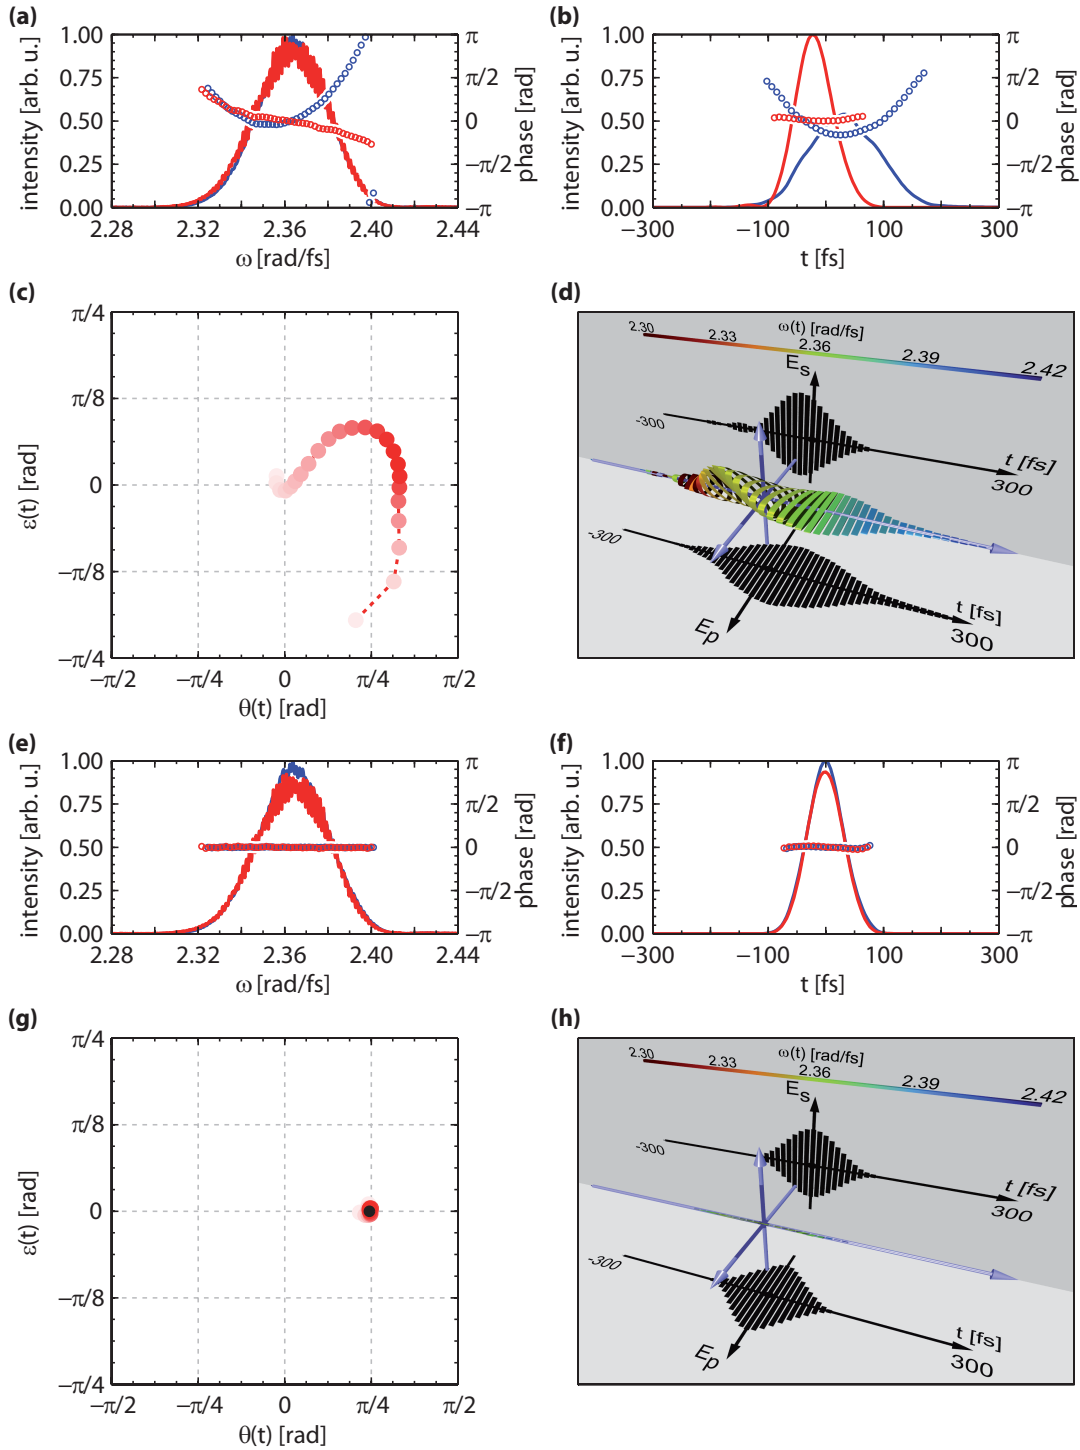 (a)
intensity [arb. u.]
1.00
0.75
0.50
0.25
0.00
π
π/2
0
−π/2
−π
phase [rad]
2.28 2.32 2.36 2.40 2.44
ω [rad/fs]
(b)
intensity [arb. u.]
1.00
0.75
0.50
0.25
0.00
π
π/2
0
−π/2
−π
phase [rad]
−300 −100 100 300
t [fs]
(c)
ε(t) [rad]
π/4
π/8
0
−π/8
−π/4
−π/2 −π/4 0 π/4 π/2
θ(t) [rad]
(d)
ω(t) [rad/fs]
2.30 2.33 2.36 2.39 2.42
Es
-300
t [fs]
300
-300
t [fs]
300
Ep
(e)
intensity [arb. u.]
1.00
0.75
0.50
0.25
0.00
π
π/2
0
−π/2
−π
phase [rad]
2.28 2.32 2.36 2.40 2.44
ω [rad/fs]
(f)
intensity [arb. u.]
1.00
0.75
0.50
0.25
0.00
π
π/2
0
−π/2
−π
phase [rad]
−300 −100 100 300
t [fs]
(g)
ε(t) [rad]
π/4
π/8
0
−π/8
−π/4
−π/2 −π/4 0 π/4 π/2
θ(t) [rad]
(h)
ω(t) [rad/fs]
2.30 2.33 2.36 2.39 2.42
Es
-300
t [fs]
300
-300
t [fs]
300
Ep